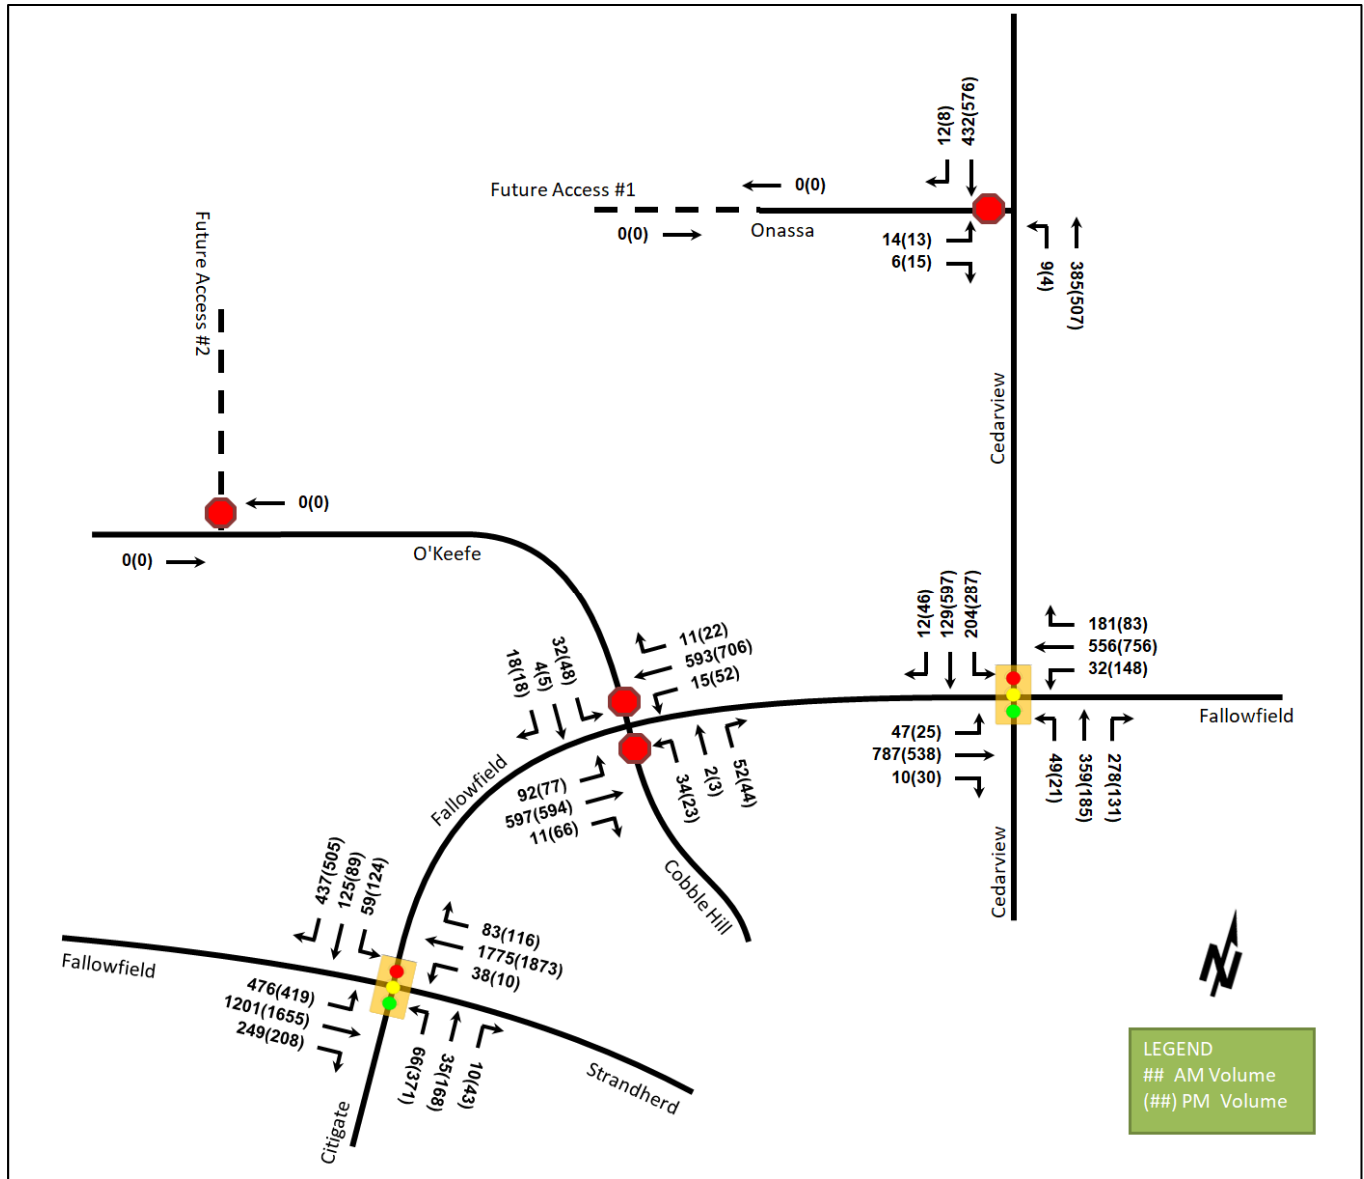 12(8)
432(576)
Future Access #1
0(0)
0(0)
Onassa
14(13)
6(15)
9(4)
385(507)
Future Access #2
Cedarview
0(0)
0(0)
O'Keefe
12(46)
129(597)
204(287)
181(83)
556(756)
32(148)
Fallowfield
47(25)
787(538)
10(30)
49(21)
359(185)
278(131)
Cedarview
18(18)
4(5)
32(48)
11(22)
593(706)
15(52)
Fallowfield
92(77)
597(594)
11(66)
34(23)
2(3)
52(44)
Cobble Hill
437(505)
125(89)
59(124)
83(116)
1775(1873)
38(10)
Fallowfield
476(419)
1201(1655)
249(208)
66(371)
35(168)
10(43)
Strandherd
Citigate
N
LEGEND
## AM Volume
(##) PM Volume